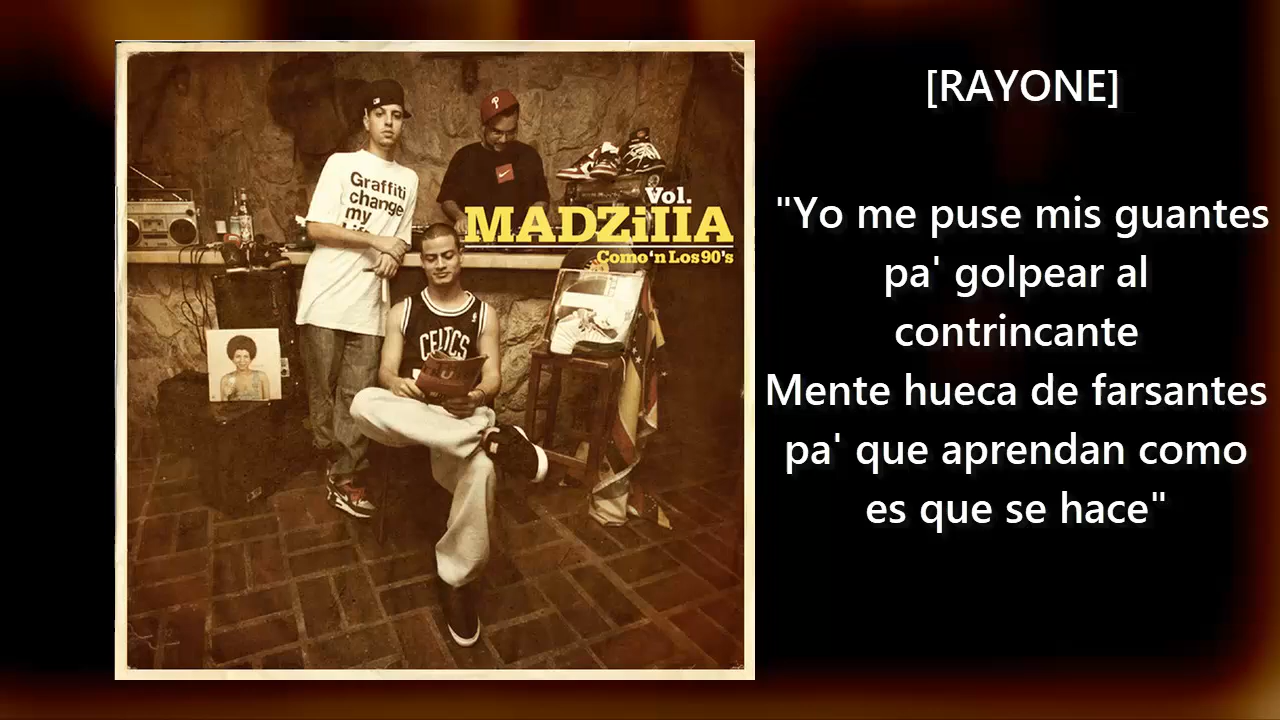 Graffiti
change
my
P
Vol.
MADZiIIA
Como'n Los 90's
CELTCS
[RAYONE]
"Yo me puse mis guantes
pa' golpear al
contrincante
Mente hueca de farsantes
pa' que aprendan como
es que se hace"